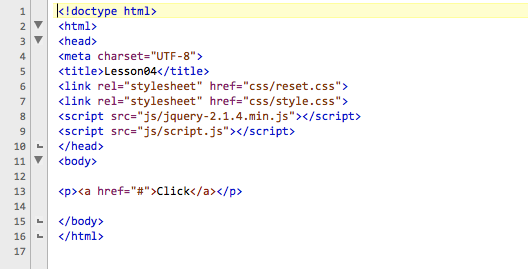 1 <!doctype html>
2 <html>
3 <head>
4 <meta charset="UTF-8">
5 <title>Lesson04</title>
6 <link rel="stylesheet" href="css/reset.css">
7 <link rel="stylesheet" href="css/style.css">
8 <script src="js/jquery-2.1.4.min.js"></script>
9 <script src="js/script.js"></script>
10 </head>
11 <body>
12
13 <p><a href="#">Click</a></p>
14
15 </body>
16 </html>
17